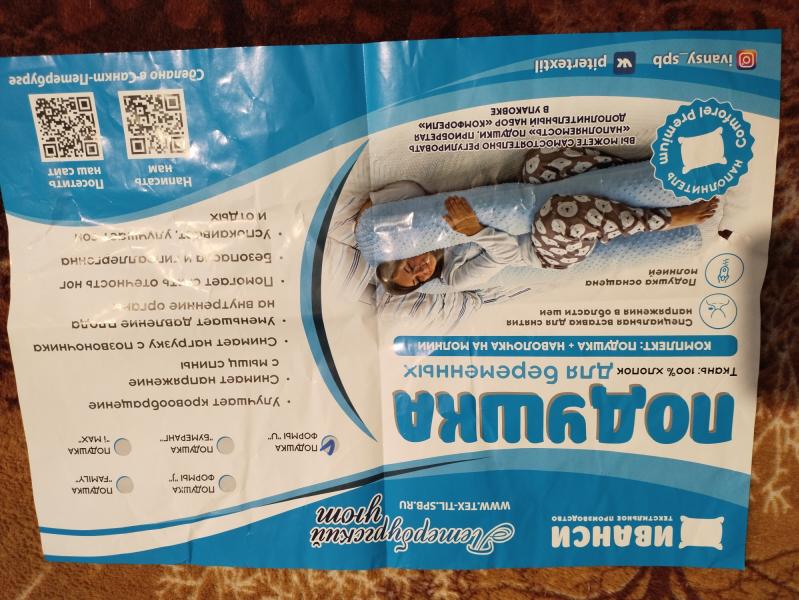 ИВАНСИ
ТЕКСТИЛЬНОЕ ПРОИЗВОДСТВО
ПОДУШКА
Ткань: 100% хлопок
для беременных
КОМПЛЕКТ: ПОДУШКА + НАВОЛОЧКА НА МОЛНИИ
Специальная вставка для снятия
напряжения в области шеи
Подушка оснащена
молнией
НАПОЛНИТЕЛЬ Comforel Premium
ВЫ МОЖЕТЕ САМОСТОЯТЕЛЬНО РЕГУЛИРОВАТЬ
«НАПОЛНЯЕМОСТЬ» ПОДУШКИ, ПРИОБРЕТАЯ
ДОПОЛНИТЕЛЬНЫЙ НАБОР «КОМФОРЕЛИ»
В УПАКОВКЕ
ivansy_spb
pitertextil
Петербургский
уют
WWW.TEX-TIL.SPB.RU
ПОДУШКА
ФОРМЫ "J"
ПОДУШКА
"FAMILY"
ПОДУШКА
ФОРМЫ "U"
ПОДУШКА
"БУМЕРАНГ"
ПОДУШКА
"I MAX"
• Улучшает кровообращение
• Снимает напряжение
с мышц спины
• Снимает нагрузку с позвоночника
• Уменьшает давление плода
на внутренние органы
• Помогает снять отечность ног
• Безопасна и гипоаллергенна
• Успокаивает, улучшает сон
и отдых
Написать
нам
Посетить
наш сайт
Сделано в Санкт-Петербурге